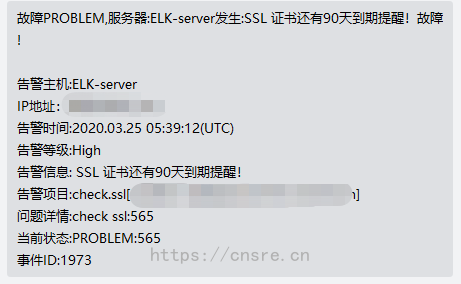 故障PROBLEM,服务器:ELK-server发生:SSL 证书还有90天到期提醒！故障
！
告警主机:ELK-server
IP地址:
告警时间:2020.03.25 05:39:12(UTC)
告警等级:High
告警信息: SSL 证书还有90天到期提醒！
告警项目:check.ssl[
]
问题详情:check ssl:565
当前状态:PROBLEM:565
https://cnsre.cn
事件ID:1973